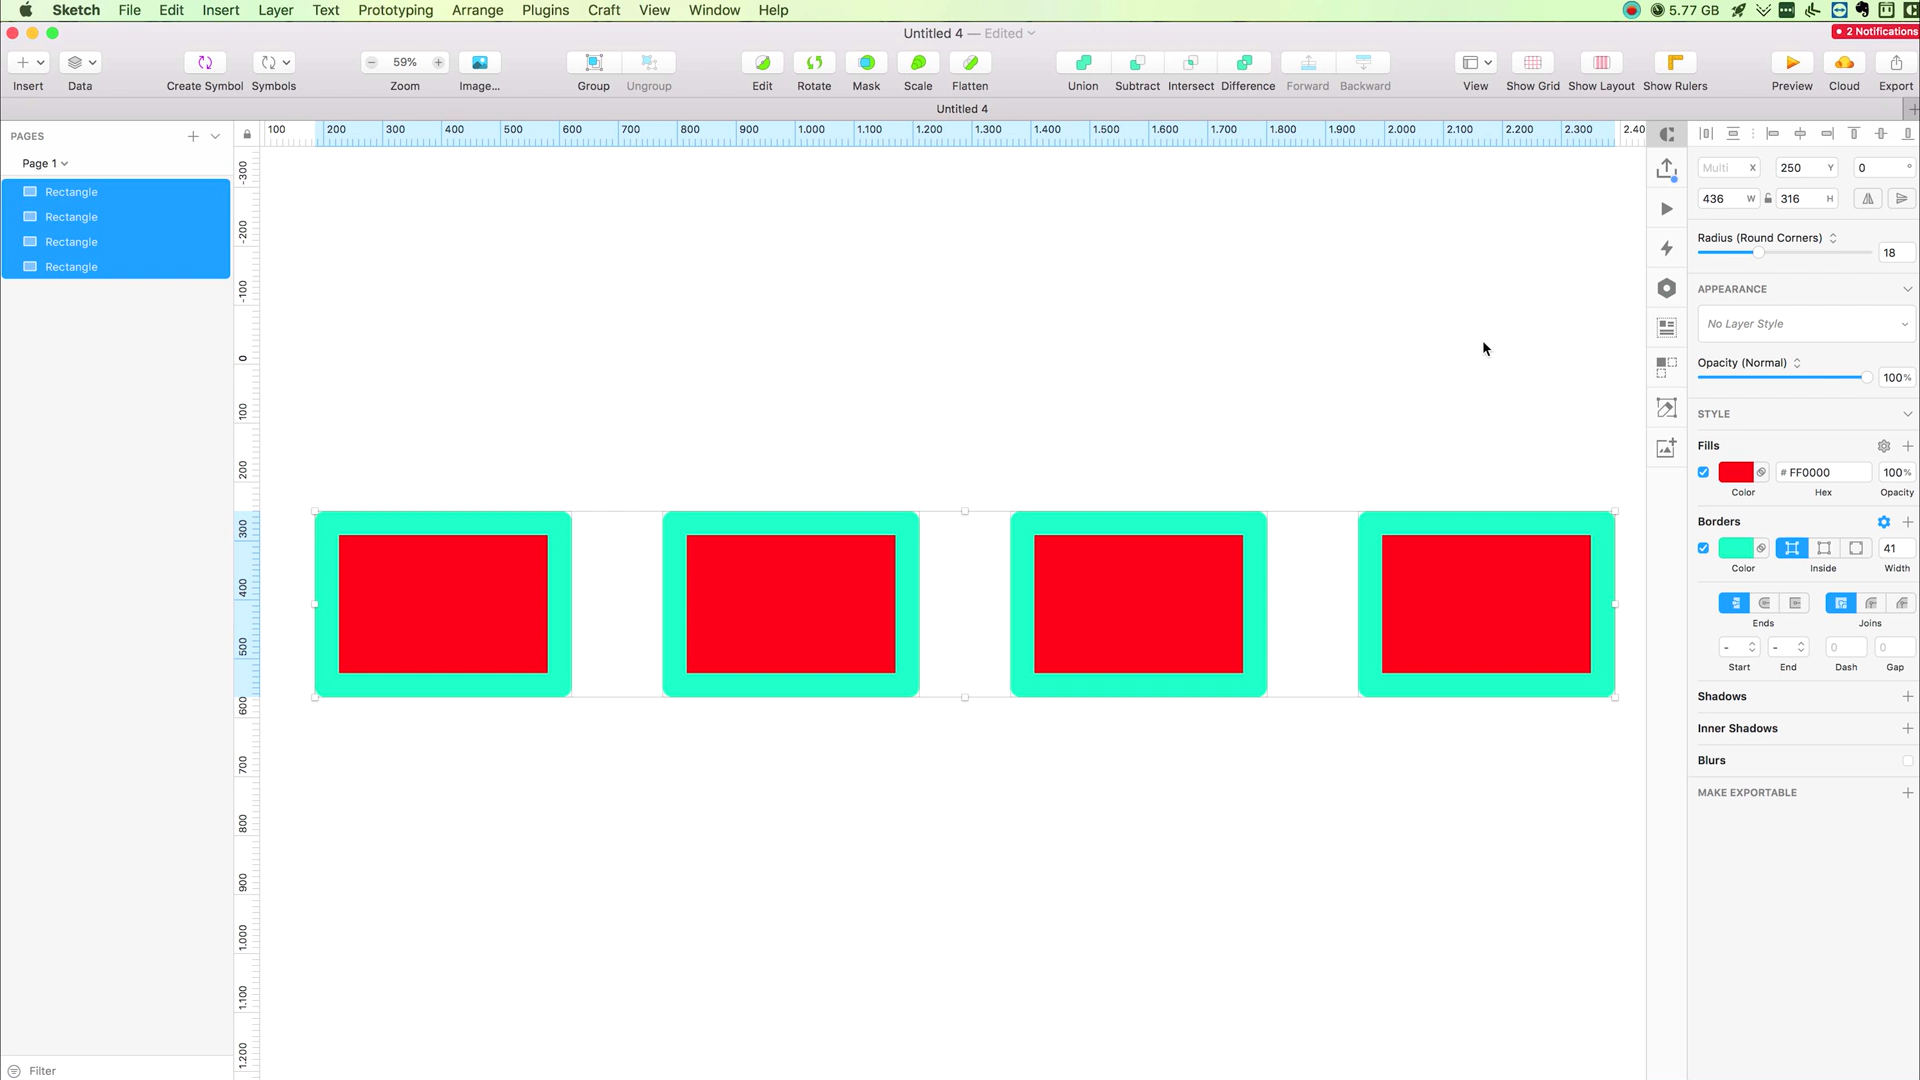 Sketch File Edit Insert Layer Text Prototyping Arrange Plugins Craft View Window Help 5.77 GB
Untitled 4 — Edited
2 Notifications
59%
Insert Data Create Symbol Symbols Zoom Image... Group Ungroup Edit Rotate Mask Scale Flatten Union Subtract Intersect Difference Forward Backward View Show Grid Show Layout Show Rulers Preview Cloud Export
Untitled 4
PAGES
Page 1
Rectangle
Rectangle
Rectangle
Rectangle
Filter
100 200 300 400 500 600 700 800 900 1.000 1.100 1.200 1.300 1.400 1.500 1.600 1.700 1.800 1.900 2.000 2.100 2.200 2.300 2.40
-300
-200
-100
0
100
200
300
400
500
600
700
800
900
1.000
1.100
1.200
Multi X 250 Y 0 °
436 W 316 H
Radius (Round Corners)
18
APPEARANCE
No Layer Style
Opacity (Normal)
100%
STYLE
Fills
# FF0000 100%
Color Hex Opacity
Borders
41
Color Inside Width
Ends Joins
- - 0 0
Start End Dash Gap
Shadows
Inner Shadows
Blurs
MAKE EXPORTABLE